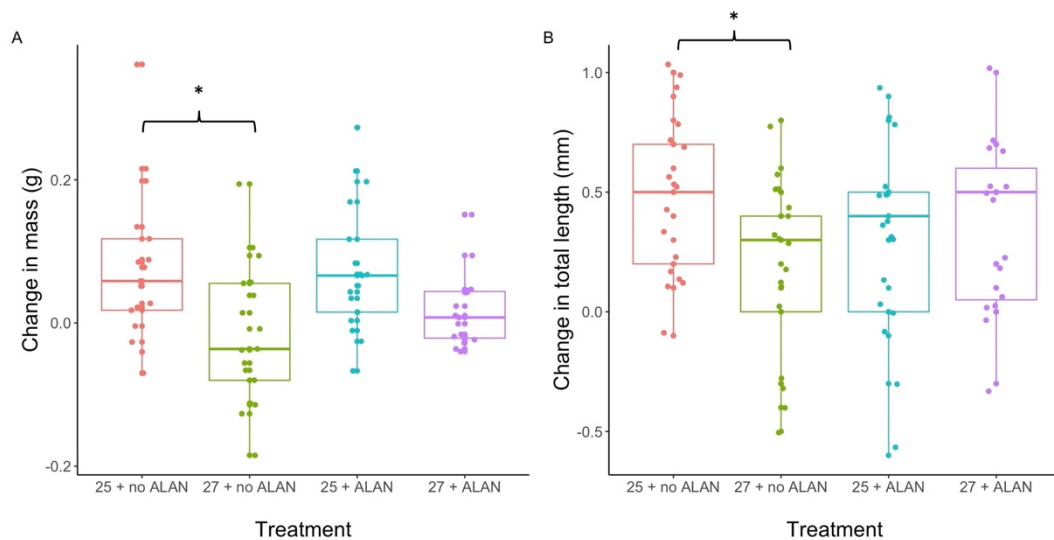 A
*
Change in mass (g)
0.2
0.0
-0.2
25 + no ALAN 27 + no ALAN 25 + ALAN 27 + ALAN
Treatment
B
*
Change in total length (mm)
1.0
0.5
0.0
-0.5
25 + no ALAN 27 + no ALAN 25 + ALAN 27 + ALAN
Treatment